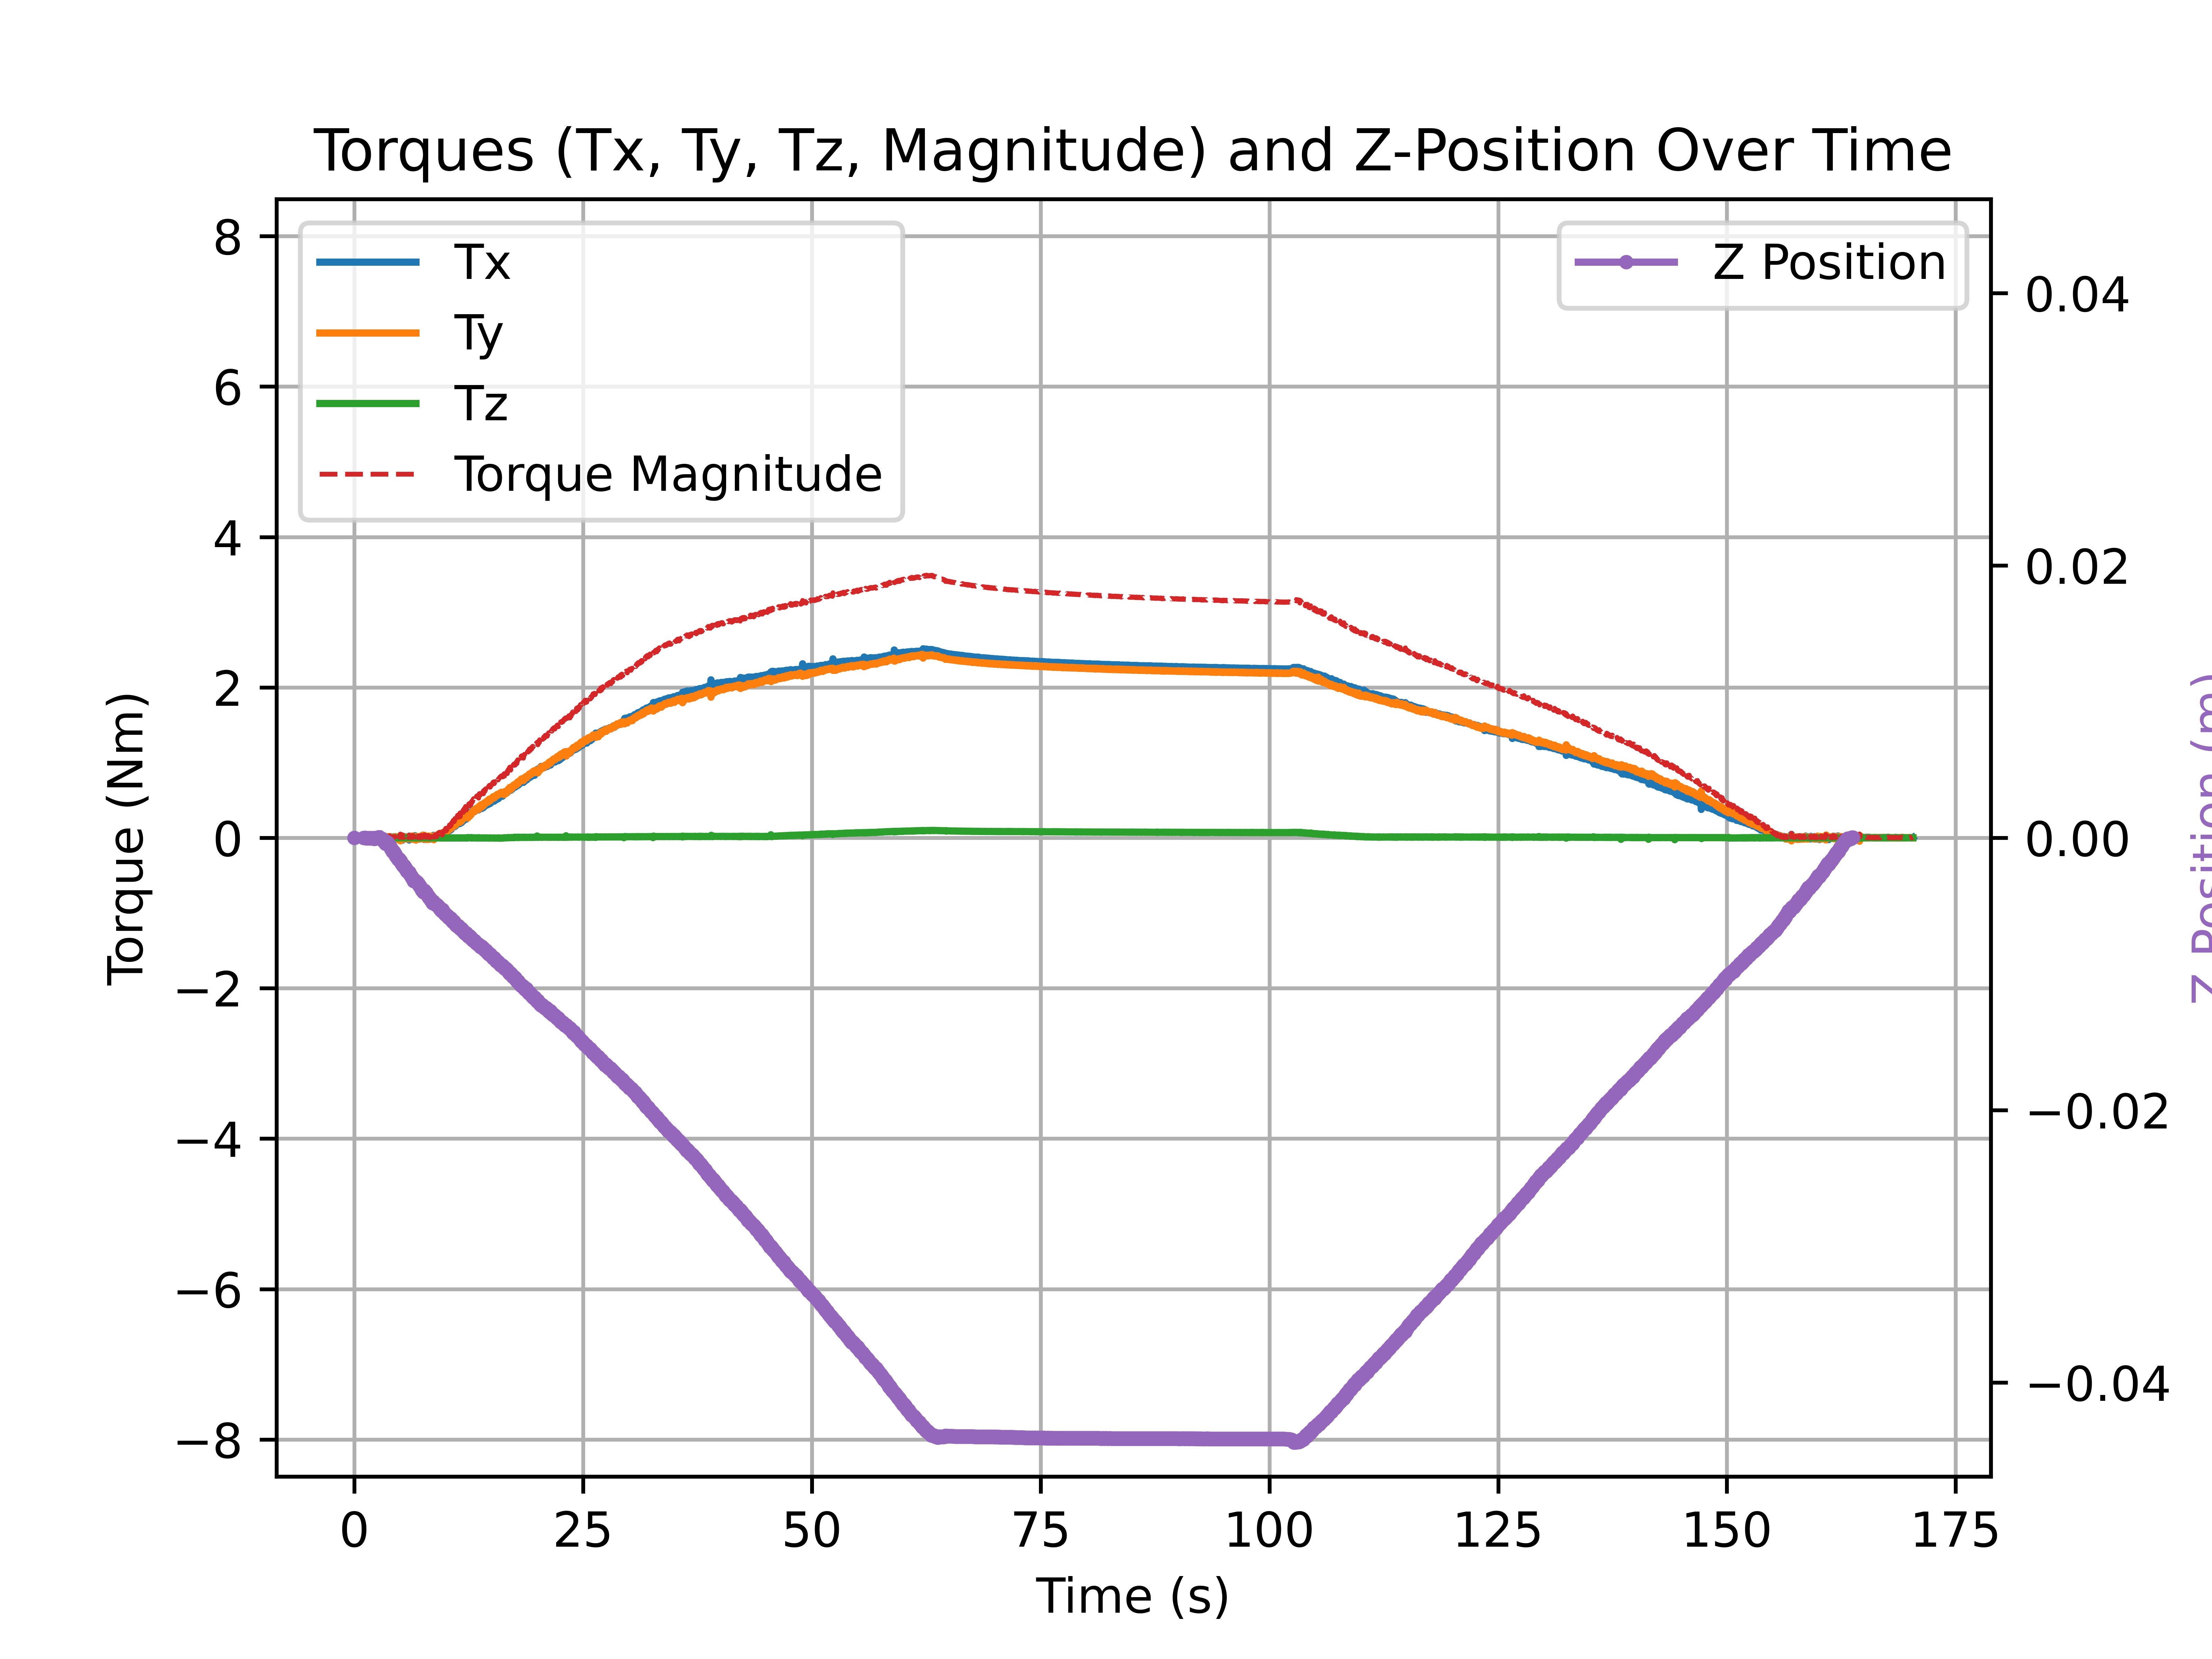 Torques (Tx, Ty, Tz, Magnitude) and Z-Position Over Time
Tx
Ty
Tz
Torque Magnitude
Z Position
8
6
4
2
0
−2
−4
−6
−8
Torque (Nm)
0.04
0.02
0.00
−0.02
−0.04
Z Position (m
0
25
50
75
100
125
150
175
Time (s)